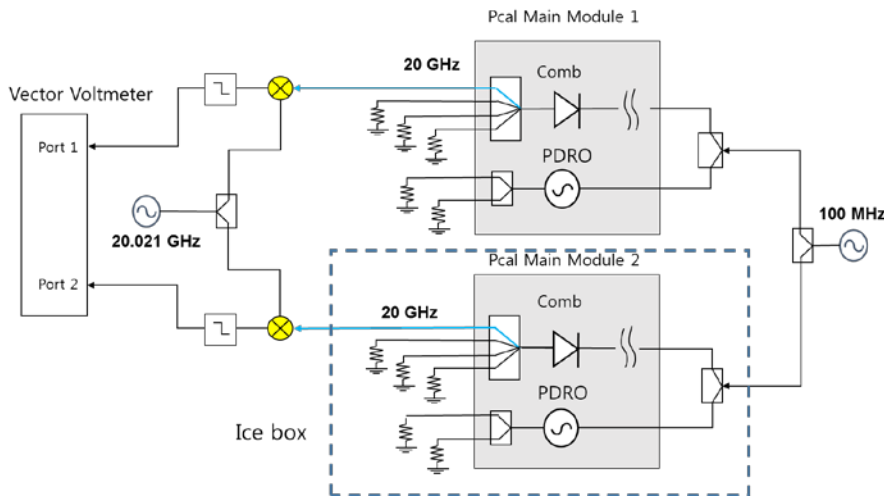 Pcal Main Module 1
20 GHz
Comb
Vector Voltmeter
Port 1
PDRO
20.021 GHz
100 MHz
Pcal Main Module 2
Port 2
20 GHz
Comb
PDRO
Ice box